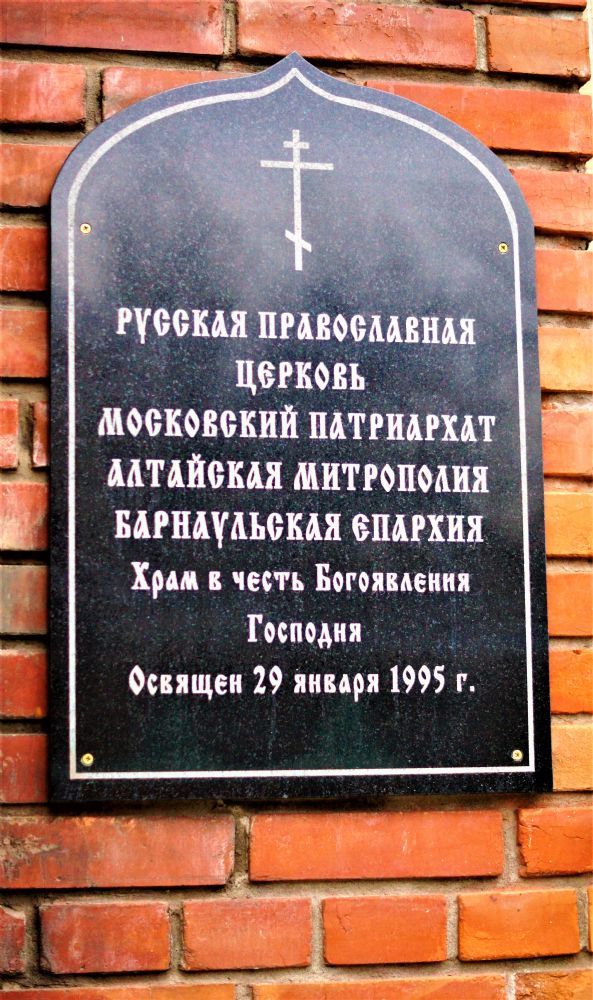 РУССКАЯ ПРАВОСЛАВНАЯ
ЦЕРКОВЬ
МОСКОВСКИЙ ПАТРИАРХАТ
АЛТАЙСКАЯ МИТРОПОЛИЯ
БАРНАУЛЬСКАЯ ЕПАРХИЯ
Храм в честь Богоявления
Господня
Освящен 29 января 1995 г.